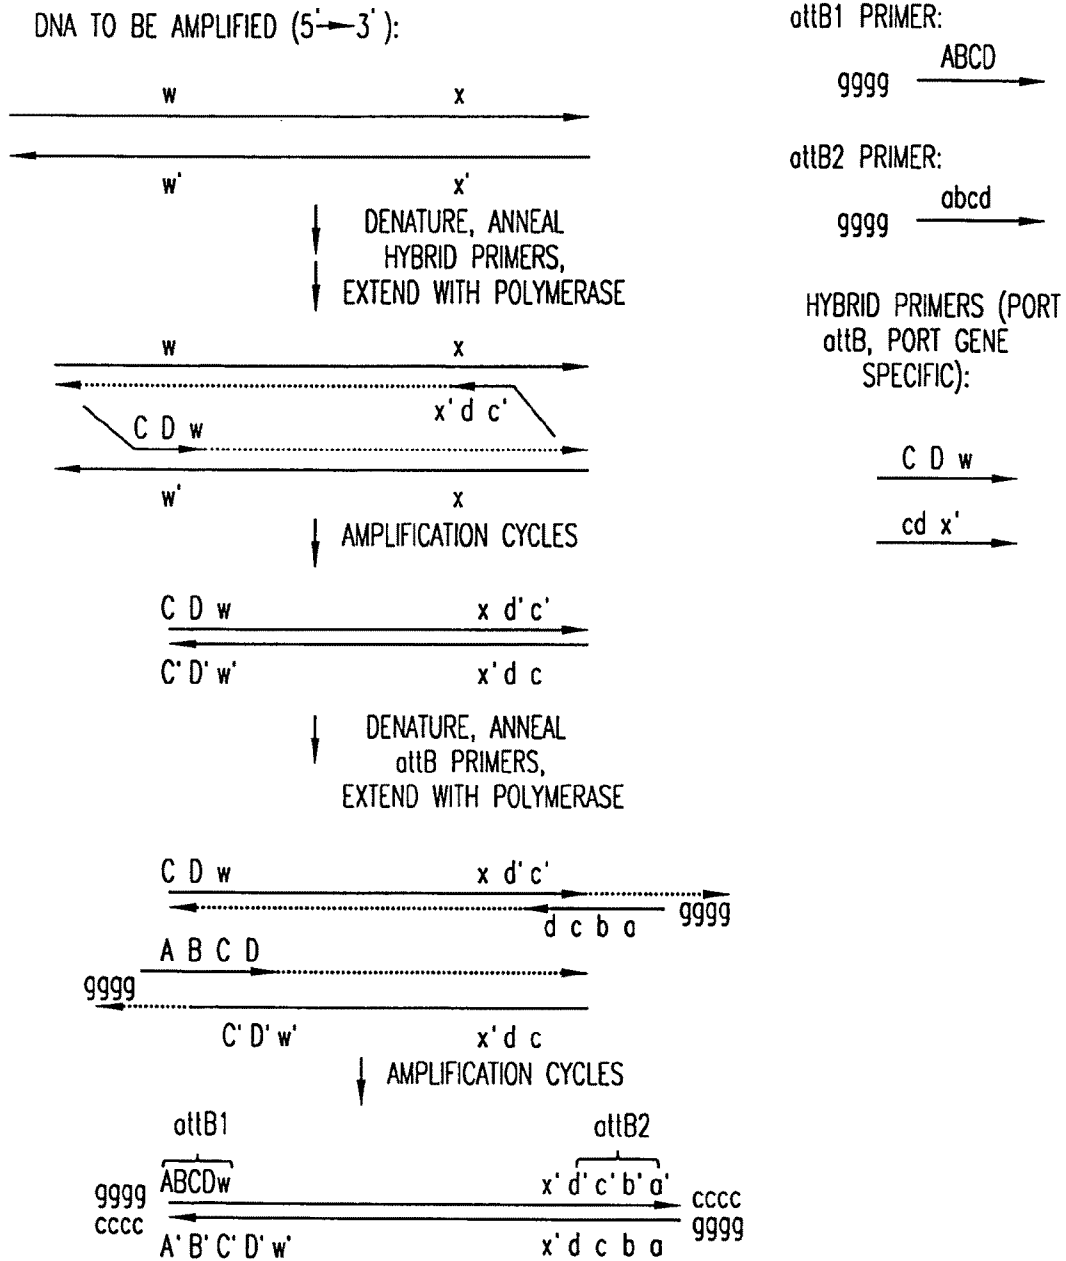 DNA TO BE AMPLIFIED (5'→3'):
w x
w' x'
DENATURE, ANNEAL
HYBRID PRIMERS,
EXTEND WITH POLYMERASE
w x
x' d c'
C D w
w' x
AMPLIFICATION CYCLES
C D w x d' c'
C' D' w' x' d c
DENATURE, ANNEAL
attB PRIMERS,
EXTEND WITH POLYMERASE
C D w x d' c'
d c b a gggg
A B C D
gggg
C' D' w' x' d c
AMPLIFICATION CYCLES
attB1 attB2
gggg ABCDw x' d' c' b' a' cccc
cccc A' B' C' D' w' x' d c b a gggg
attB1 PRIMER:
ABCD
gggg
attB2 PRIMER:
abcd
gggg
HYBRID PRIMERS (PORT
attB, PORT GENE
SPECIFIC):
C D w
cd x'